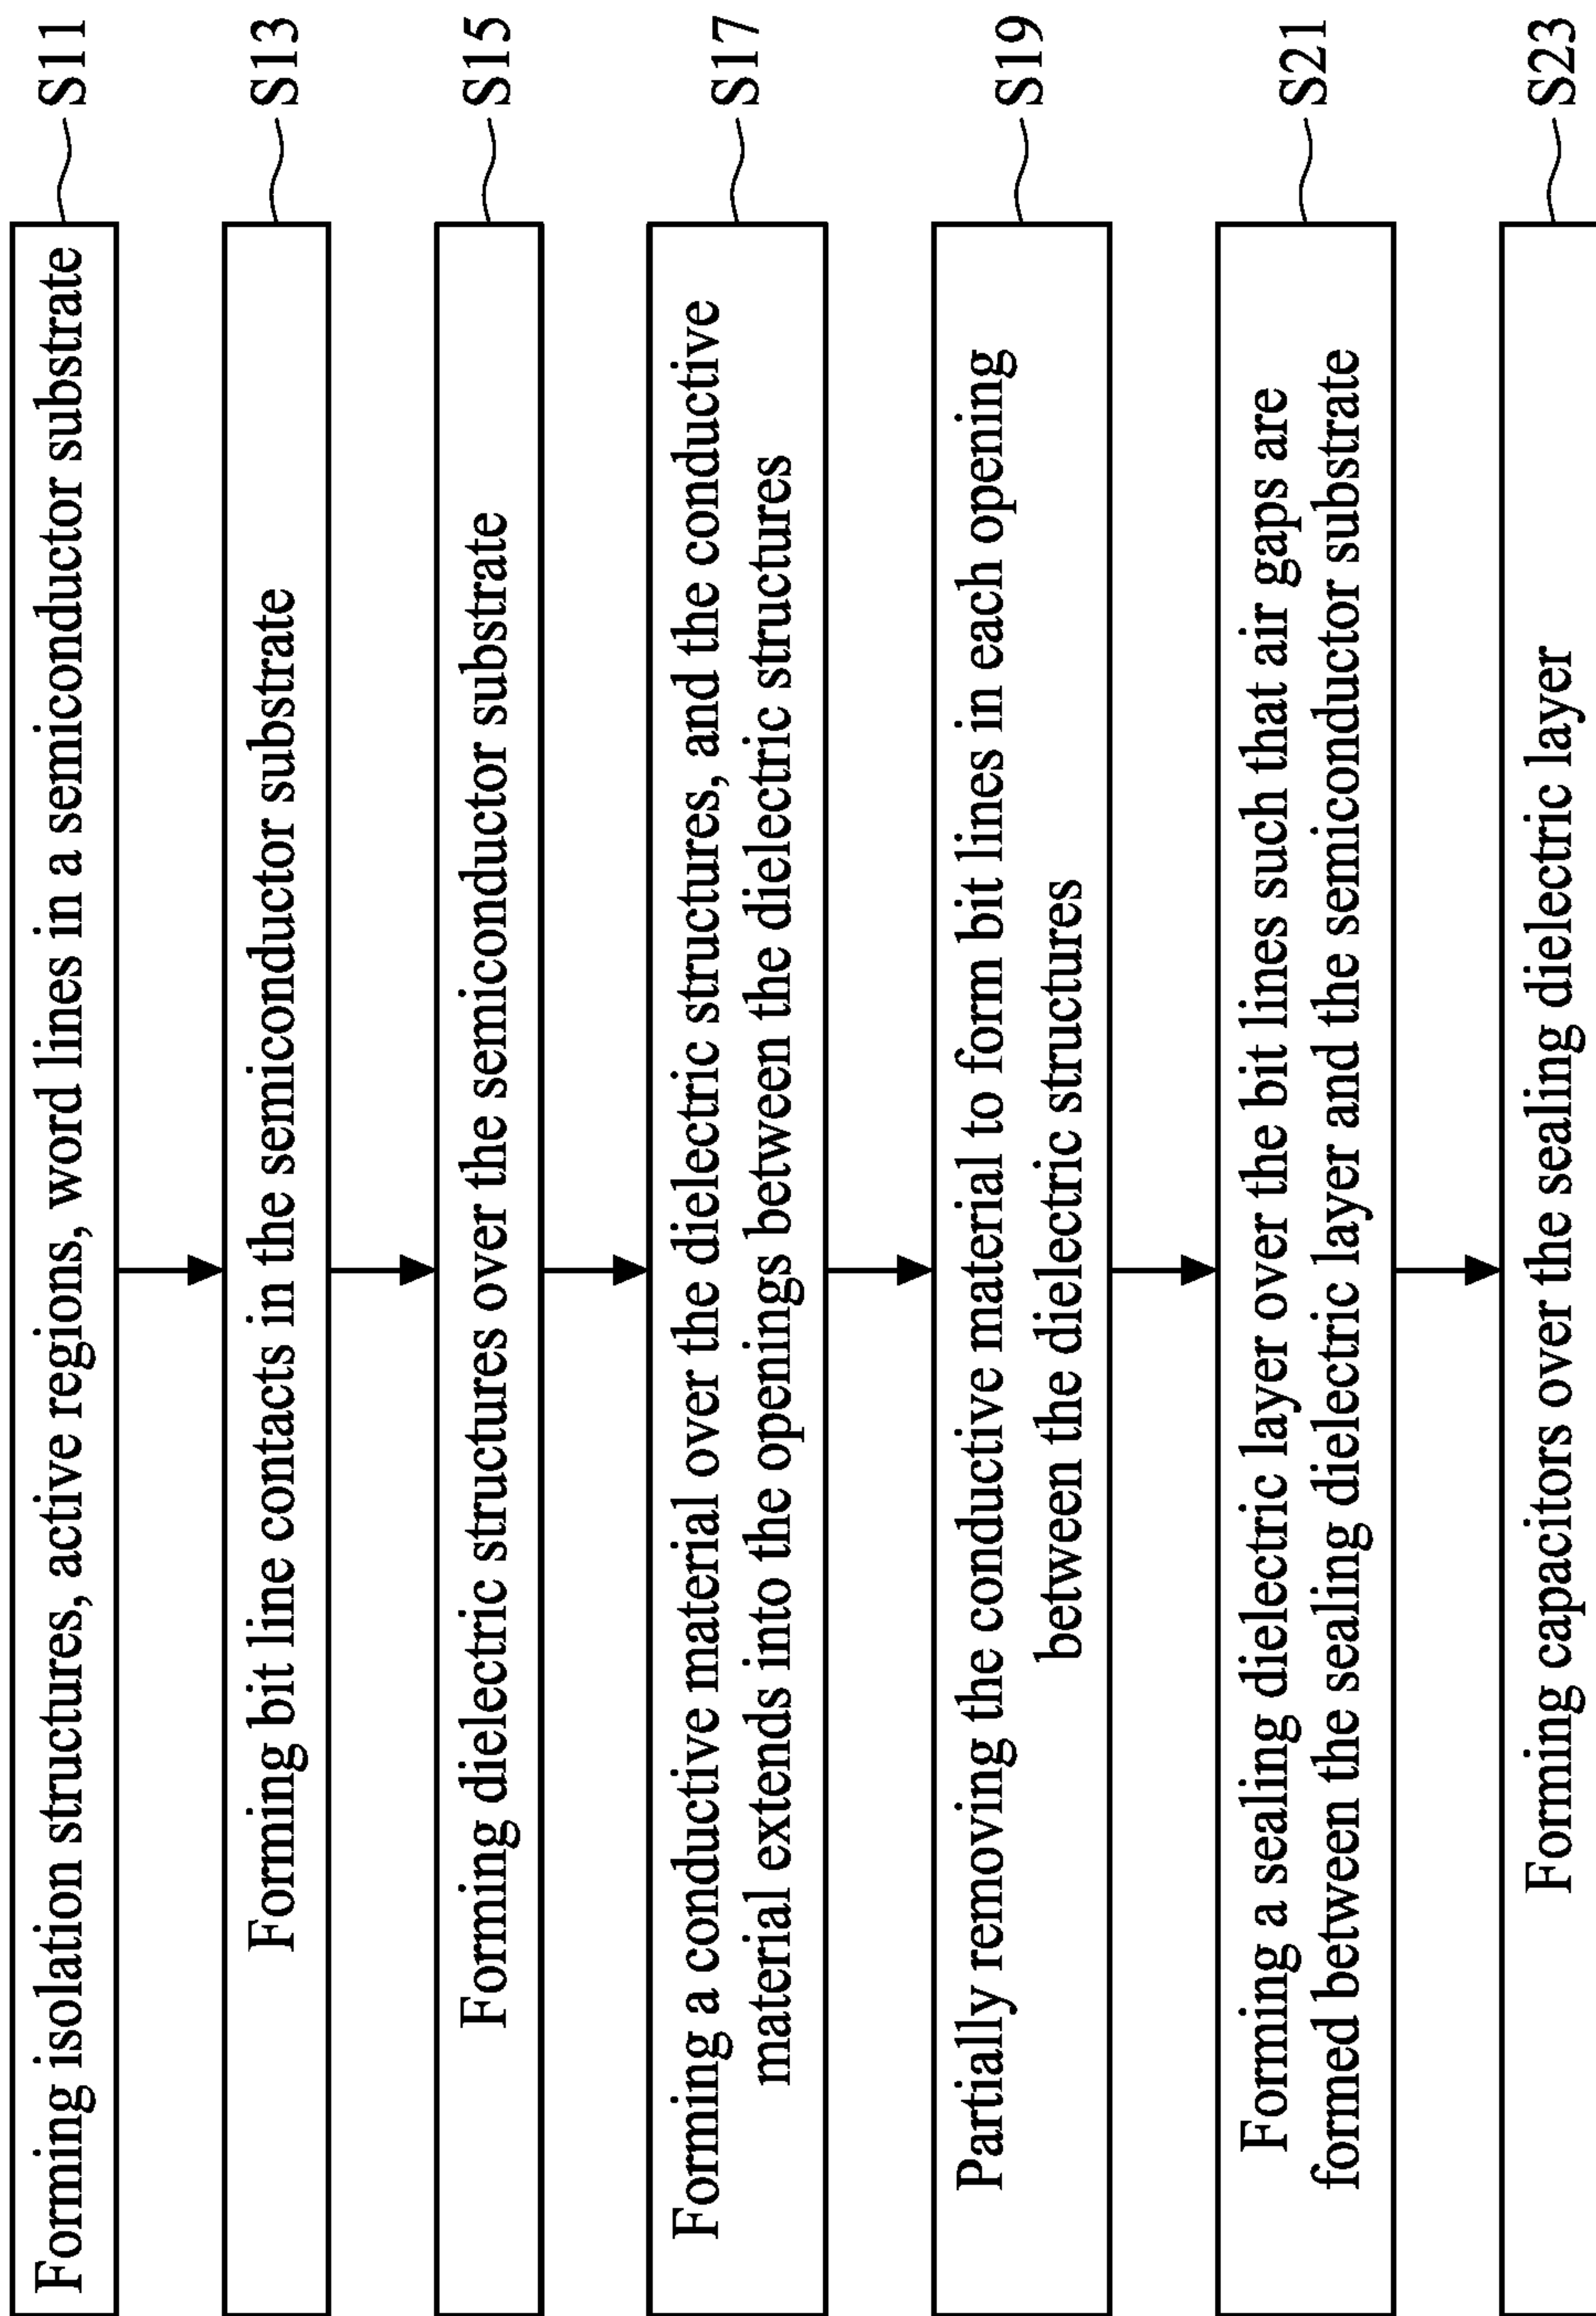 Forming isolation structures, active regions, word lines in a semiconductor substrate
S11
Forming bit line contacts in the semiconductor substrate
S13
Forming dielectric structures over the semiconductor substrate
S15
Forming a conductive material over the dielectric structures, and the conductive
material extends into the openings between the dielectric structures
S17
Partially removing the conductive material to form bit lines in each opening
between the dielectric structures
S19
Forming a sealing dielectric layer over the bit lines such that air gaps are
formed between the sealing dielectric layer and the semiconductor substrate
S21
Forming capacitors over the sealing dielectric layer
S23